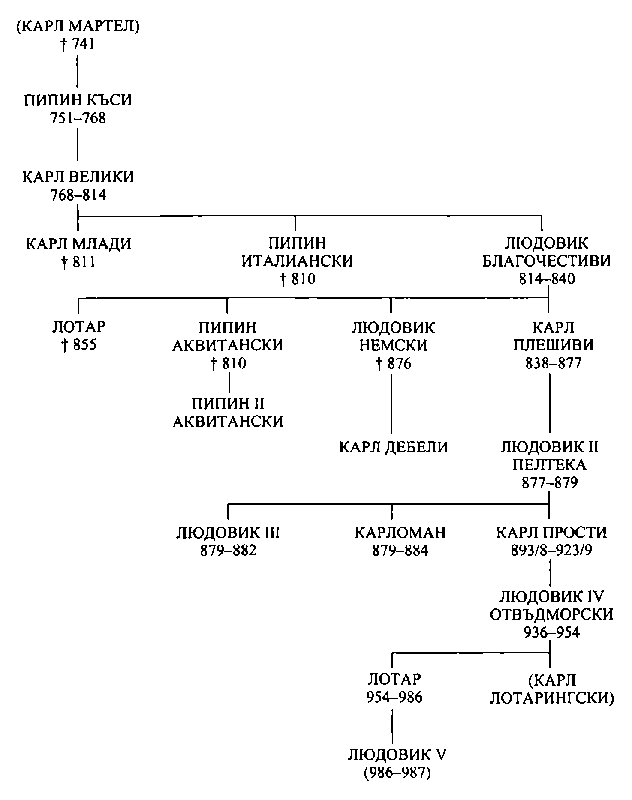 (КАРЛ МАРТЕЛ)
† 741
ПИПИН КЪСИ
751–768
КАРЛ ВЕЛИКИ
768–814
КАРЛ МЛАДИ
† 811
ПИПИН
ИТАЛИАНСКИ
† 810
ЛЮДОВИК
БЛАГОЧЕСТИВИ
814–840
ЛОТАР
† 855
ПИПИН
АКВИТАНСКИ
† 810
ЛЮДОВИК
НЕМСКИ
† 876
КАРЛ
ПЛЕШИВИ
838–877
ПИПИН II
АКВИТАНСКИ
КАРЛ ДЕБЕЛИ
ЛЮДОВИК II
ПЕЛТЕКА
877–879
ЛЮДОВИК III
879–882
КАРЛОМАН
879–884
КАРЛ ПРОСТИ
893/8–923/9
ЛЮДОВИК IV
ОТВЪДМОРСКИ
936–954
ЛОТАР
954–986
(КАРЛ
ЛОТАРИНГСКИ)
ЛЮДОВИК V
(986–987)